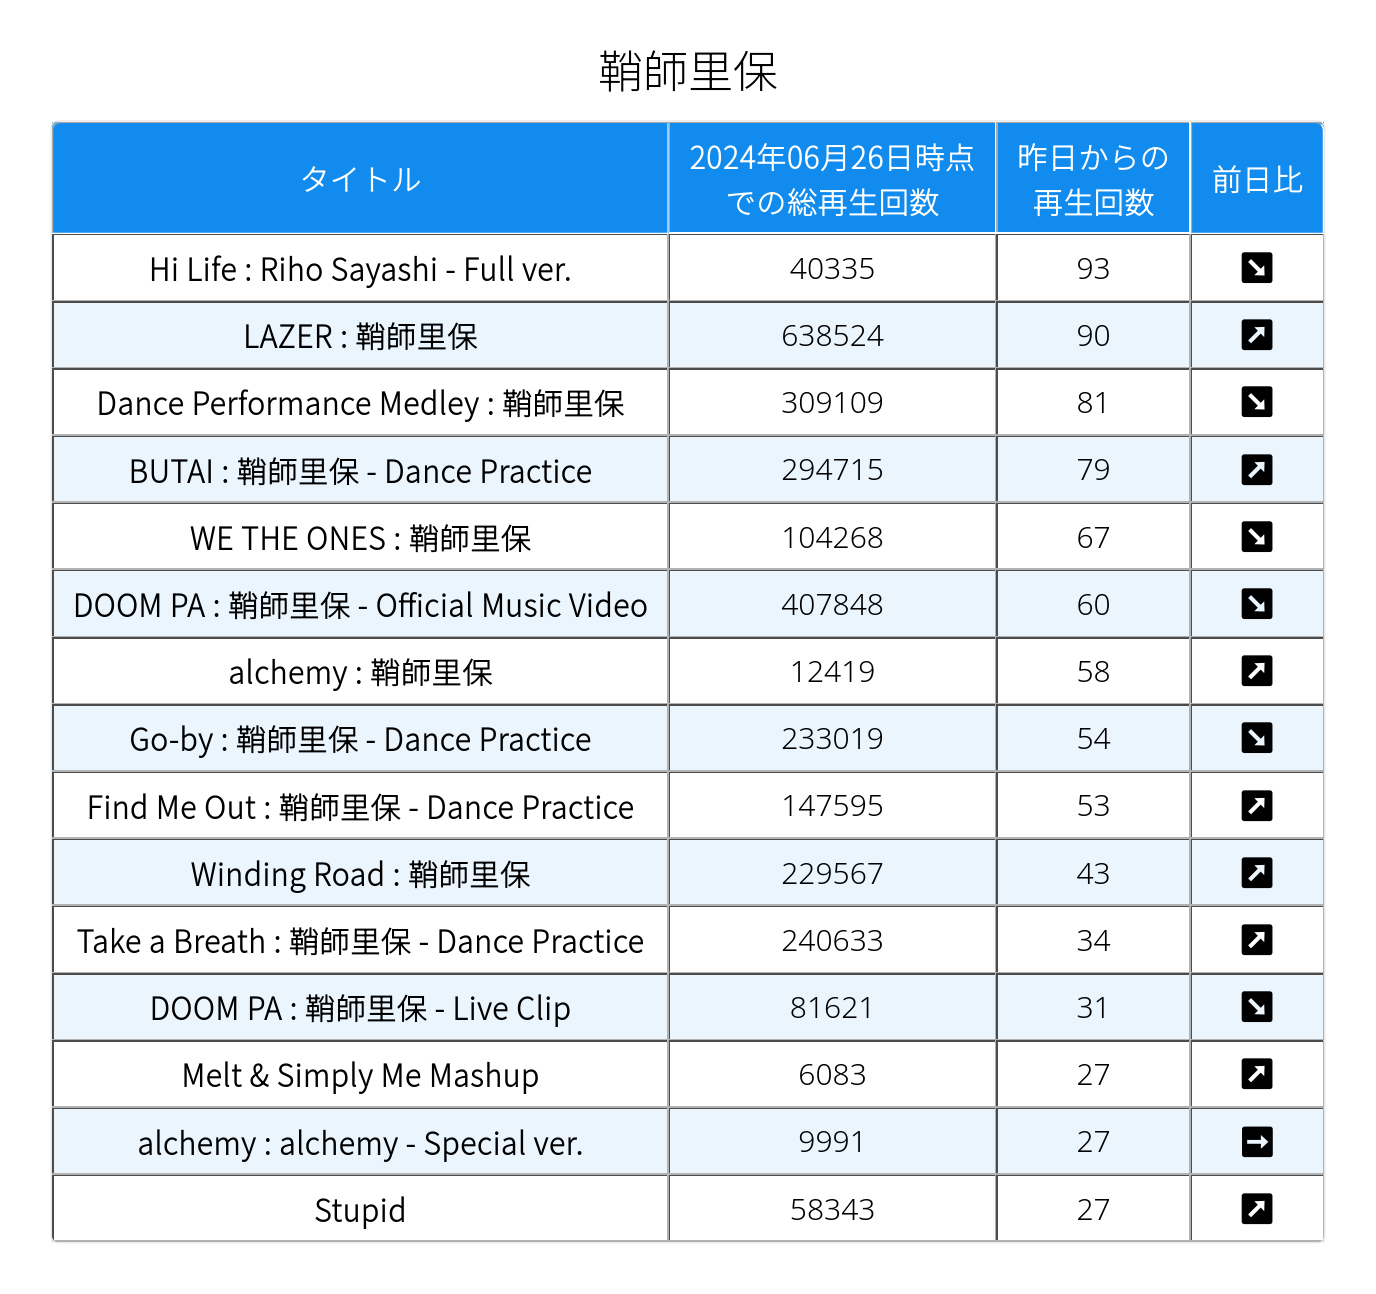 鞘師里保
タイトル 2024年06月26日時点での総再生回数 昨日からの再生回数 前日比
Hi Life : Riho Sayashi - Full ver. 40335 93 ↘
LAZER : 鞘師里保 638524 90 ↗
Dance Performance Medley : 鞘師里保 309109 81 ↘
BUTAI : 鞘師里保 - Dance Practice 294715 79 ↗
WE THE ONES : 鞘師里保 104268 67 ↘
DOOM PA : 鞘師里保 - Official Music Video 407848 60 ↘
alchemy : 鞘師里保 12419 58 ↗
Go-by : 鞘師里保 - Dance Practice 233019 54 ↘
Find Me Out : 鞘師里保 - Dance Practice 147595 53 ↗
Winding Road : 鞘師里保 229567 43 ↗
Take a Breath : 鞘師里保 - Dance Practice 240633 34 ↗
DOOM PA : 鞘師里保 - Live Clip 81621 31 ↘
Melt & Simply Me Mashup 6083 27 ↗
alchemy : alchemy - Special ver. 9991 27 →
Stupid 58343 27 ↗